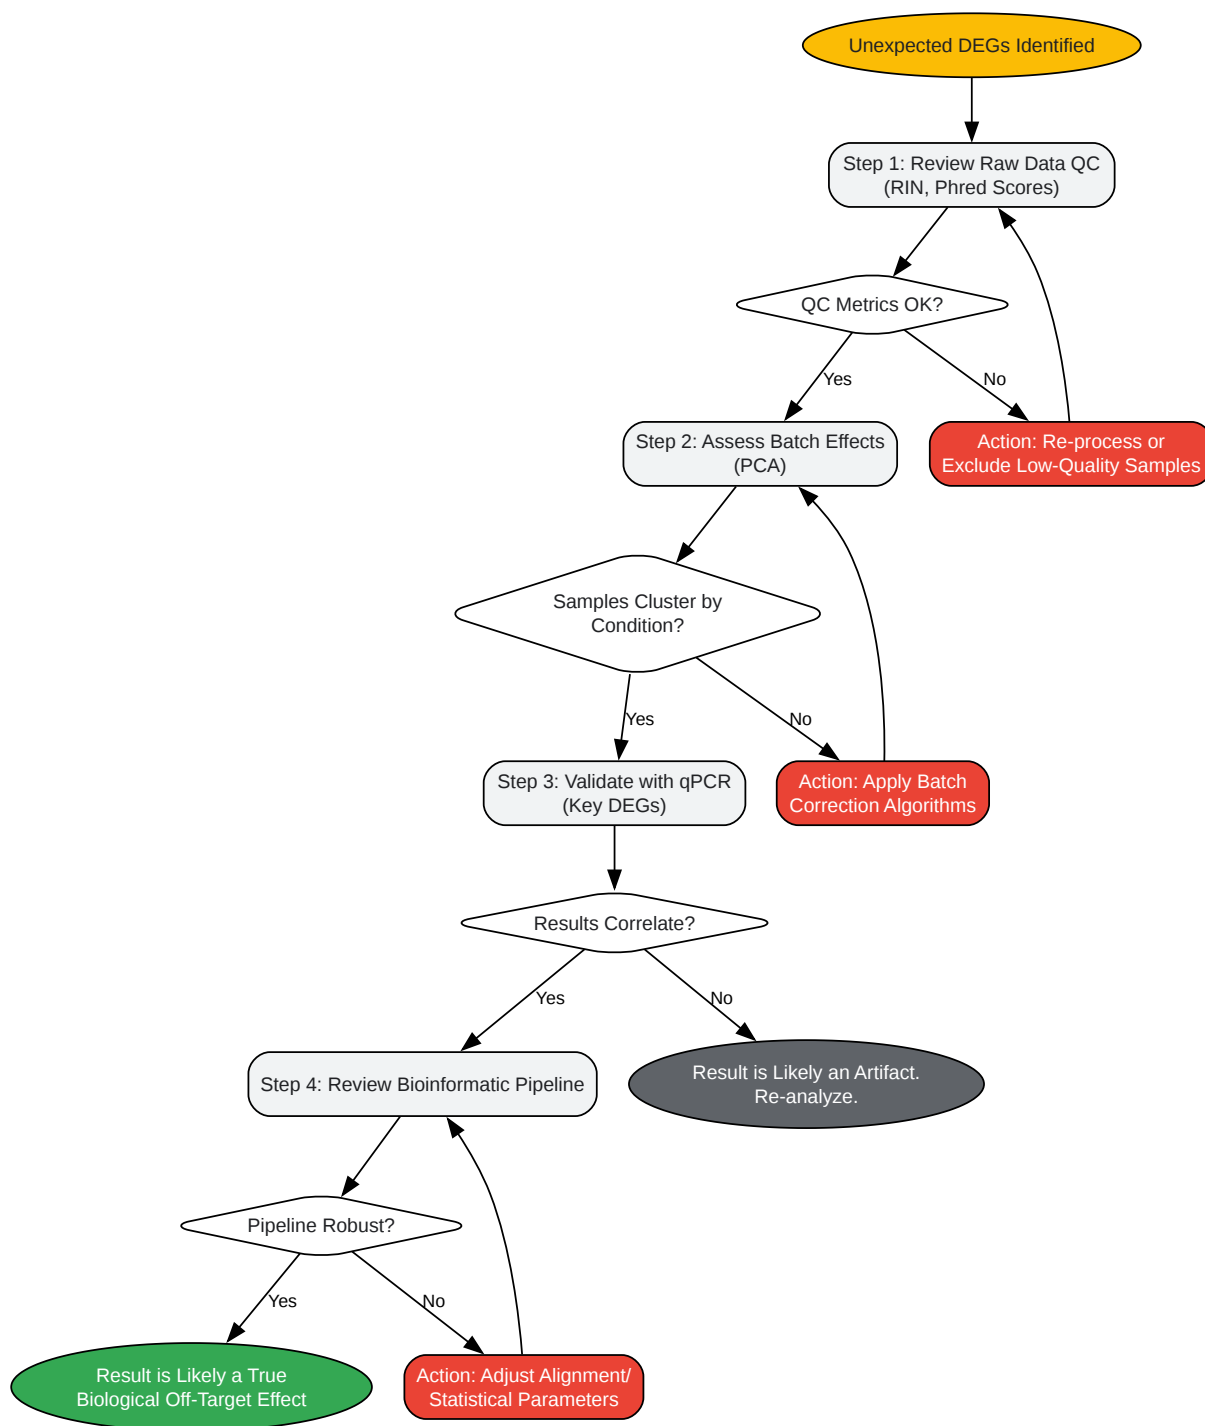 Unexpected DEGs Identified
Step 1: Review Raw Data QC
(RIN, Phred Scores)
QC Metrics OK?
Yes
No
Step 2: Assess Batch Effects
(PCA)
Action: Re-process or
Exclude Low-Quality Samples
Samples Cluster by
Condition?
Yes
No
Step 3: Validate with qPCR
(Key DEGs)
Action: Apply Batch
Correction Algorithms
Results Correlate?
Yes
No
Step 4: Review Bioinformatic Pipeline
Result is Likely an Artifact.
Re-analyze.
Pipeline Robust?
Yes
No
Result is Likely a True
Biological Off-Target Effect
Action: Adjust Alignment/
Statistical Parameters